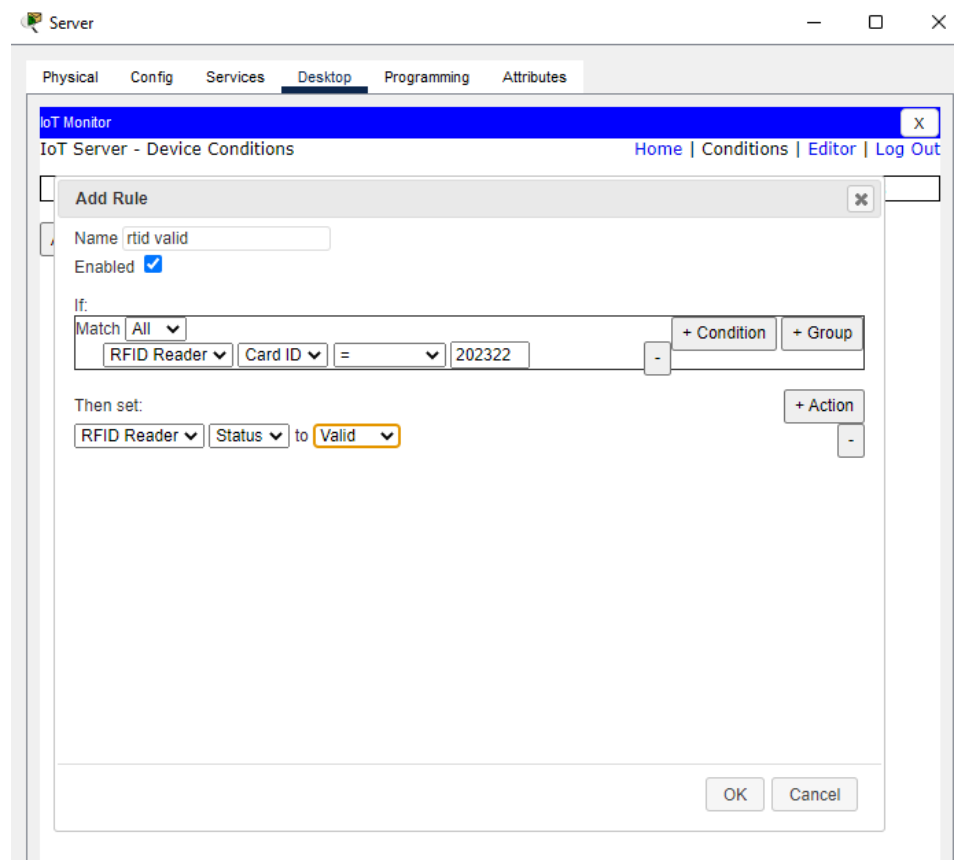 Server
Physical Config Services Desktop Programming Attributes
IoT Monitor X
IoT Server - Device Conditions Home | Conditions | Editor | Log Out
Add Rule
Name rtid valid
Enabled
If:
Match All + Condition + Group
RFID Reader Card ID = 202322 -
Then set: + Action
RFID Reader Status to Valid -
OK Cancel